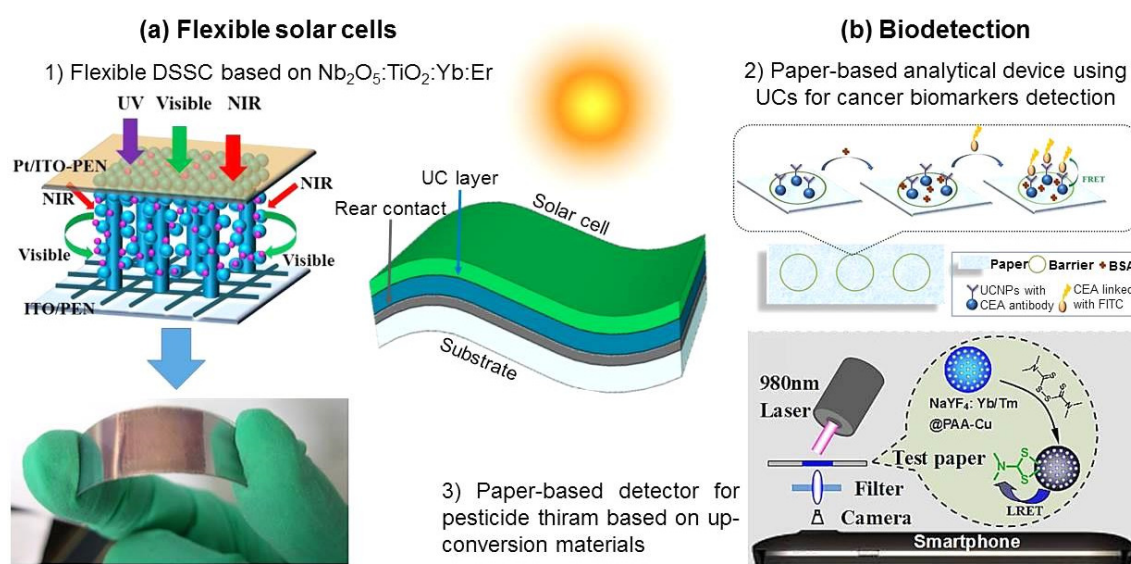 (a) Flexible solar cells
1) Flexible DSSC based on Nb₂O₅:TiO₂:Yb:Er
UV
Visible
NIR
Pt/ITO-PEN
NIR
NIR
Visible
Visible
ITO/PEN
UC layer
Rear contact
Solar cell
Substrate
(b) Biodetection
2) Paper-based analytical device using
UCs for cancer biomarkers detection
FRET
Paper
Barrier
BSA
UCNPs with
CEA antibody
CEA linked
with FITC
3) Paper-based detector for
pesticide thiram based on up-
conversion materials
980nm
Laser
NaYF₄: Yb/Tm
@PAA-Cu
N
S
S
S
S
N
Test paper
N
S
S
LRET
Filter
Camera
Smartphone